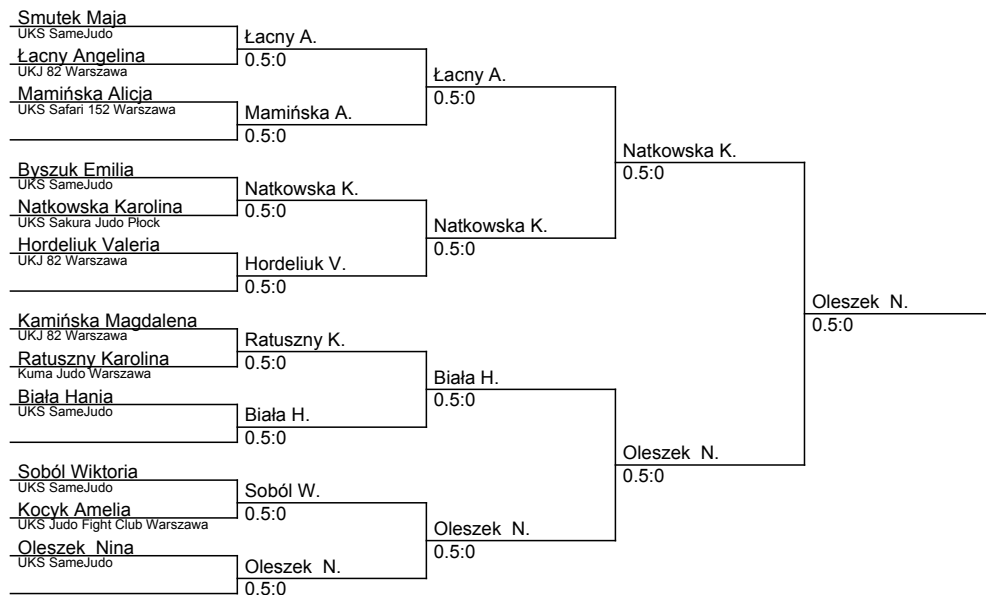 Smutek Maja
UKS SameJudo
Łacny Angelina
UKJ 82 Warszawa
Mamińska Alicja
UKS Safari 152 Warszawa
Byszuk Emilia
UKS SameJudo
Natkowska Karolina
UKS Sakura Judo Płock
Hordeliuk Valeria
UKJ 82 Warszawa
Kamińska Magdalena
UKJ 82 Warszawa
Ratuszny Karolina
Kuma Judo Warszawa
Biała Hania
UKS SameJudo
Soból Wiktoria
UKS SameJudo
Kocyk Amelia
UKS Judo Fight Club Warszawa
Oleszek  Nina
UKS SameJudo
Łacny A.
0.5:0
Mamińska A.
0.5:0
Natkowska K.
0.5:0
Hordeliuk V.
0.5:0
Ratuszny K.
0.5:0
Biała H.
0.5:0
Soból W.
0.5:0
Oleszek  N.
0.5:0
Łacny A.
0.5:0
Natkowska K.
0.5:0
Biała H.
0.5:0
Oleszek  N.
0.5:0
Natkowska K.
0.5:0
Oleszek  N.
0.5:0
Oleszek  N.
0.5:0